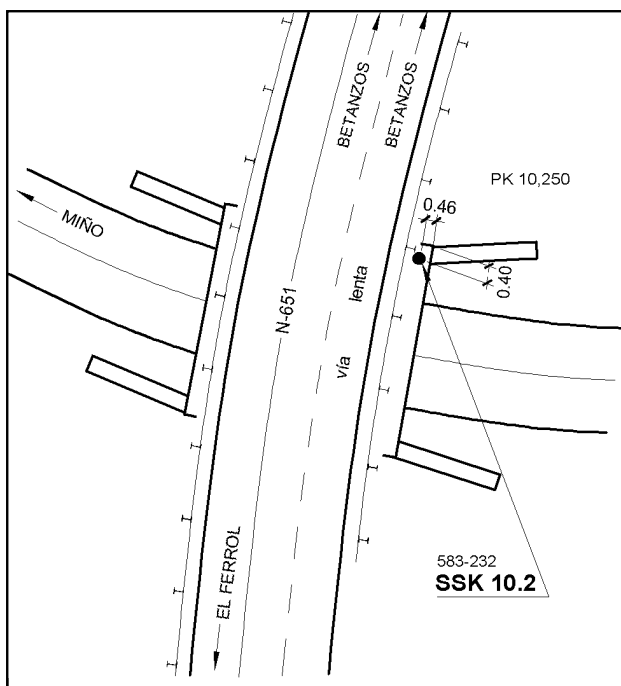 BETANZOS
BETANZOS
PK 10,250
0.46
MIÑO
0.40
N-651
lenta
vía
EL FERROL
583-232
SSK 10.2